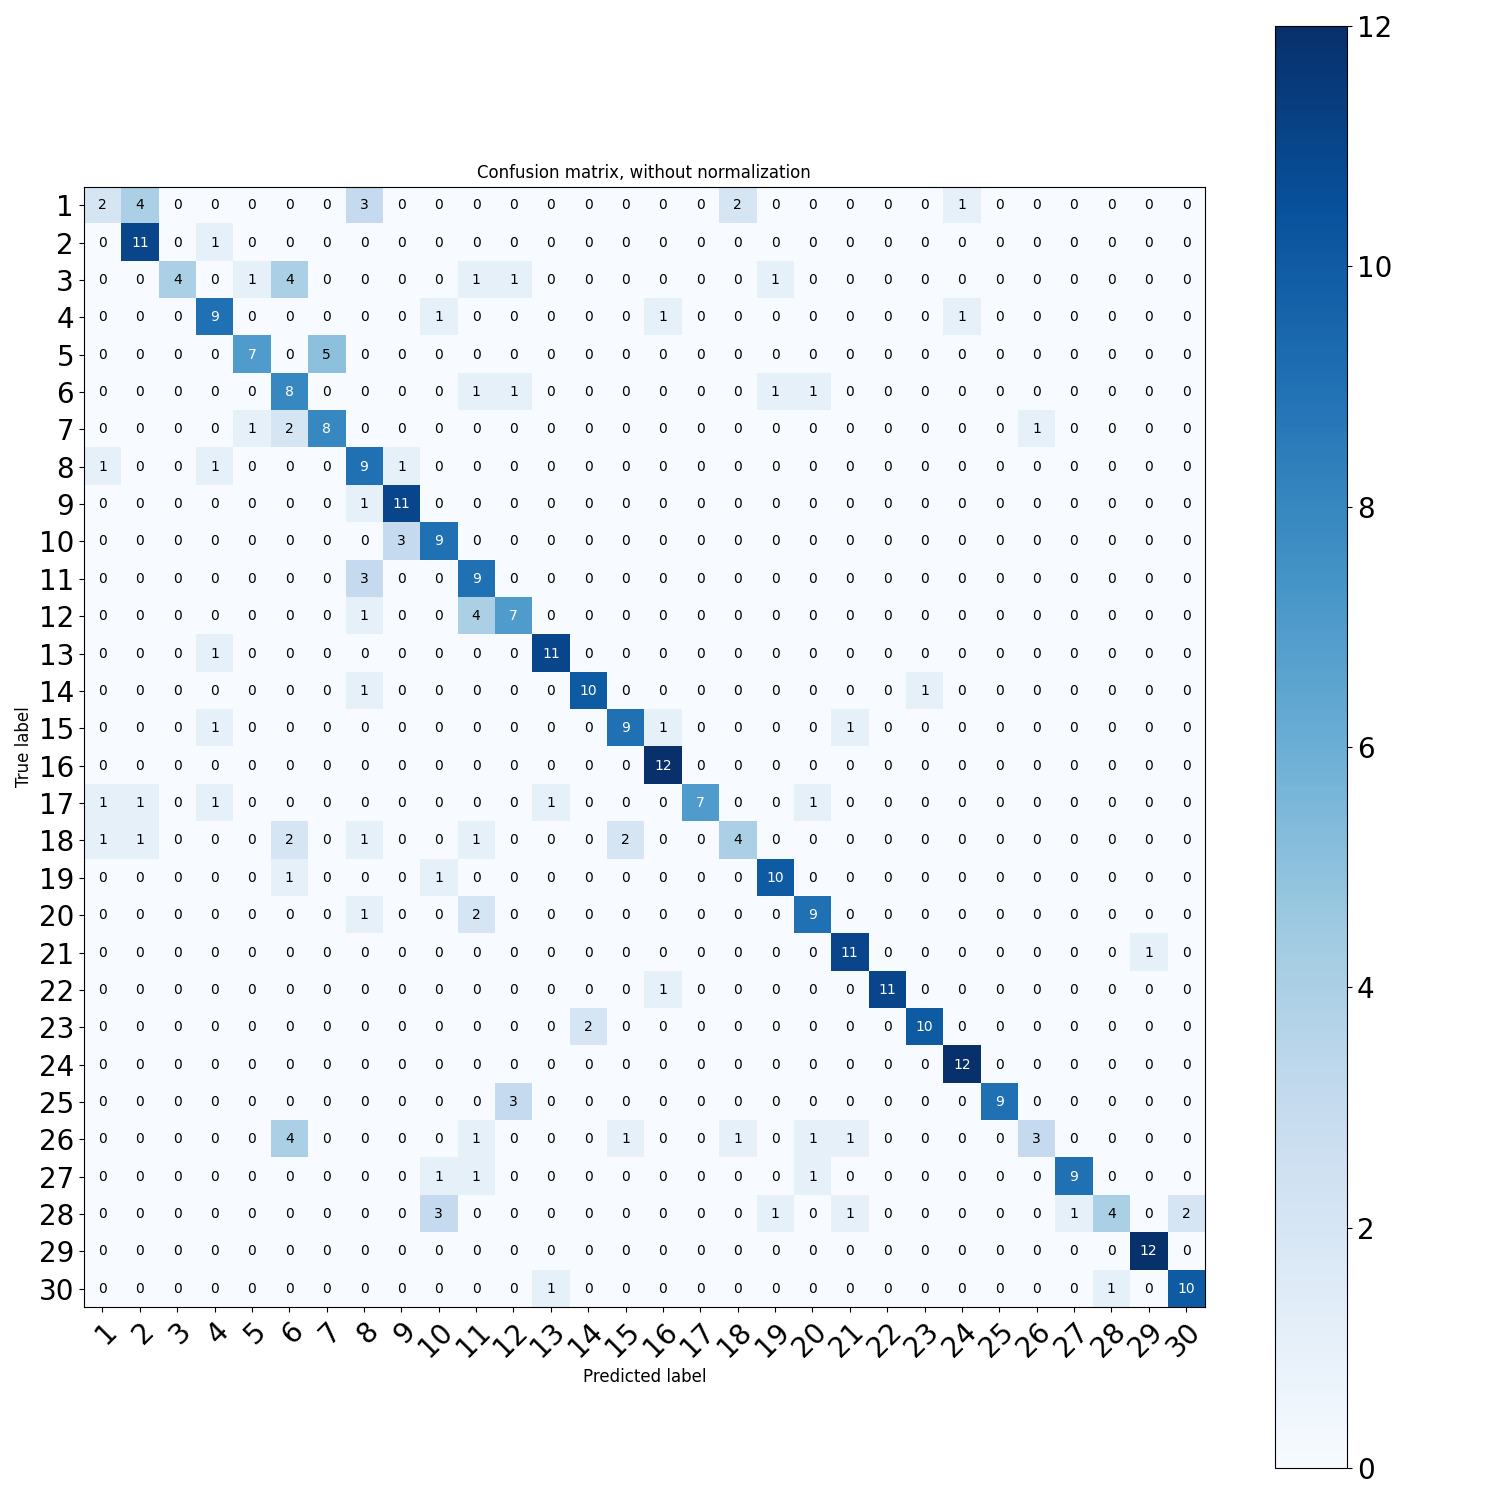 Confusion matrix, without normalization
1 2 4 0 0 0 0 0 3 0 0 0 0 0 0 0 0 0 2 0 0 0 0 0 1 0 0 0 0 0 0
2 0 11 0 1 0 0 0 0 0 0 0 0 0 0 0 0 0 0 0 0 0 0 0 0 0 0 0 0 0 0
3 0 0 4 0 1 4 0 0 0 0 1 1 0 0 0 0 0 0 1 0 0 0 0 0 0 0 0 0 0 0
4 0 0 0 9 0 0 0 0 0 1 0 0 0 0 0 1 0 0 0 0 0 0 0 1 0 0 0 0 0 0
5 0 0 0 0 7 0 5 0 0 0 0 0 0 0 0 0 0 0 0 0 0 0 0 0 0 0 0 0 0 0
6 0 0 0 0 0 8 0 0 0 0 1 1 0 0 0 0 0 0 1 1 0 0 0 0 0 0 0 0 0 0
7 0 0 0 0 1 2 8 0 0 0 0 0 0 0 0 0 0 0 0 0 0 0 0 0 0 1 0 0 0 0
8 1 0 0 1 0 0 0 9 1 0 0 0 0 0 0 0 0 0 0 0 0 0 0 0 0 0 0 0 0 0
9 0 0 0 0 0 0 0 1 11 0 0 0 0 0 0 0 0 0 0 0 0 0 0 0 0 0 0 0 0 0
10 0 0 0 0 0 0 0 0 3 9 0 0 0 0 0 0 0 0 0 0 0 0 0 0 0 0 0 0 0 0
11 0 0 0 0 0 0 0 3 0 0 9 0 0 0 0 0 0 0 0 0 0 0 0 0 0 0 0 0 0 0
12 0 0 0 0 0 0 0 1 0 0 4 7 0 0 0 0 0 0 0 0 0 0 0 0 0 0 0 0 0 0
13 0 0 0 1 0 0 0 0 0 0 0 0 11 0 0 0 0 0 0 0 0 0 0 0 0 0 0 0 0 0
14 0 0 0 0 0 0 0 1 0 0 0 0 0 10 0 0 0 0 0 0 0 0 1 0 0 0 0 0 0 0
15 0 0 0 1 0 0 0 0 0 0 0 0 0 0 9 1 0 0 0 0 1 0 0 0 0 0 0 0 0 0
16 0 0 0 0 0 0 0 0 0 0 0 0 0 0 0 12 0 0 0 0 0 0 0 0 0 0 0 0 0 0
17 1 1 0 1 0 0 0 0 0 0 0 0 1 0 0 0 7 0 0 1 0 0 0 0 0 0 0 0 0 0
18 1 1 0 0 0 2 0 1 0 0 1 0 0 0 2 0 0 4 0 0 0 0 0 0 0 0 0 0 0 0
19 0 0 0 0 0 1 0 0 0 1 0 0 0 0 0 0 0 0 10 0 0 0 0 0 0 0 0 0 0 0
20 0 0 0 0 0 0 0 1 0 0 2 0 0 0 0 0 0 0 0 9 0 0 0 0 0 0 0 0 0 0
21 0 0 0 0 0 0 0 0 0 0 0 0 0 0 0 0 0 0 0 0 11 0 0 0 0 0 0 0 1 0
22 0 0 0 0 0 0 0 0 0 0 0 0 0 0 0 1 0 0 0 0 0 11 0 0 0 0 0 0 0 0
23 0 0 0 0 0 0 0 0 0 0 0 0 0 2 0 0 0 0 0 0 0 0 10 0 0 0 0 0 0 0
24 0 0 0 0 0 0 0 0 0 0 0 0 0 0 0 0 0 0 0 0 0 0 0 12 0 0 0 0 0 0
25 0 0 0 0 0 0 0 0 0 0 0 3 0 0 0 0 0 0 0 0 0 0 0 0 9 0 0 0 0 0
26 0 0 0 0 0 4 0 0 0 0 1 0 0 0 1 0 0 1 0 1 1 0 0 0 0 3 0 0 0 0
27 0 0 0 0 0 0 0 0 0 1 1 0 0 0 0 0 0 0 0 1 0 0 0 0 0 0 9 0 0 0
28 0 0 0 0 0 0 0 0 0 3 0 0 0 0 0 0 0 0 1 0 1 0 0 0 0 0 1 4 0 2
29 0 0 0 0 0 0 0 0 0 0 0 0 0 0 0 0 0 0 0 0 0 0 0 0 0 0 0 0 12 0
30 0 0 0 0 0 0 0 0 0 0 0 0 1 0 0 0 0 0 0 0 0 0 0 0 0 0 0 1 0 10
1 2 3 4 5 6 7 8 9 10 11 12 13 14 15 16 17 18 19 20 21 22 23 24 25 26 27 28 29 30
Predicted label
True label
12
10
8
6
4
2
0